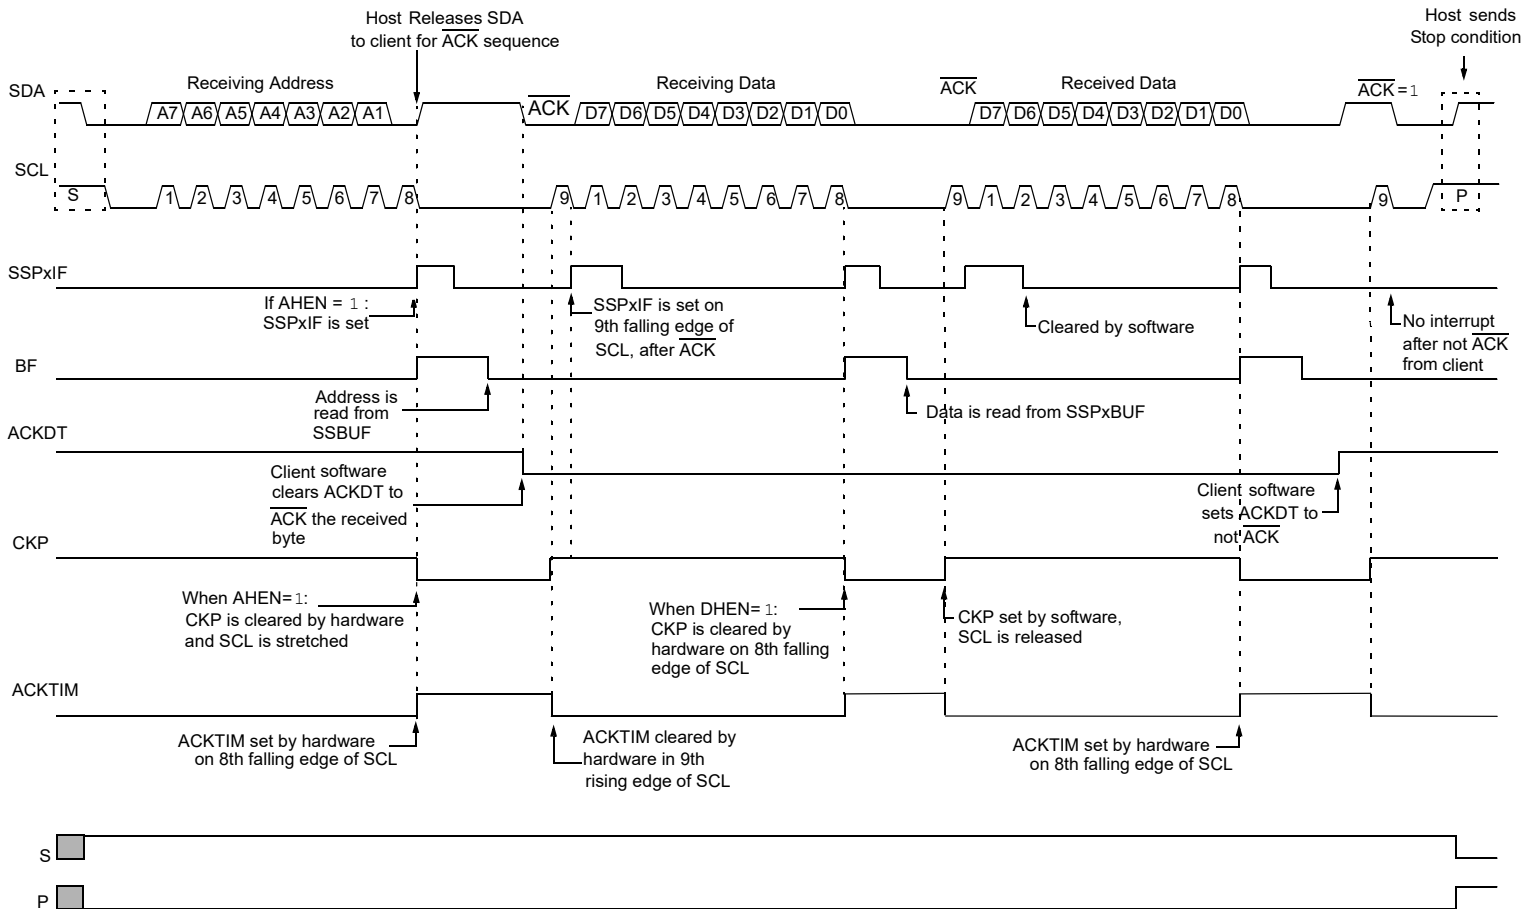 Host Releases SDA
to client for ACK sequence
Host sends
Stop condition
SDA
Receiving Address
Receiving Data
ACK
Received Data
ACK = 1
ACK
A7 A6 A5 A4 A3 A2 A1
D7 D6 D5 D4 D3 D2 D1 D0
D7 D6 D5 D4 D3 D2 D1 D0
SCL
S
1 2 3 4 5 6 7 8
9 1 2 3 4 5 6 7 8
9 1 2 3 4 5 6 7 8
9
P
SSPxIF
If AHEN = 1 :
SSPxIF is set
SSPxIF is set on
9th falling edge of
SCL, after ACK
Cleared by software
No interrupt
after not ACK
from client
BF
Address is
read from
SSBUF
Data is read from SSPxBUF
ACKDT
Client software
clears ACKDT to
ACK the received
byte
Client software
sets ACKDT to
not ACK
CKP
When AHEN= 1:
CKP is cleared by hardware
and SCL is stretched
When DHEN= 1:
CKP is cleared by
hardware on 8th falling
edge of SCL
CKP set by software,
SCL is released
ACKTIM
ACKTIM set by hardware
on 8th falling edge of SCL
ACKTIM cleared by
hardware in 9th
rising edge of SCL
ACKTIM set by hardware
on 8th falling edge of SCL
S
P